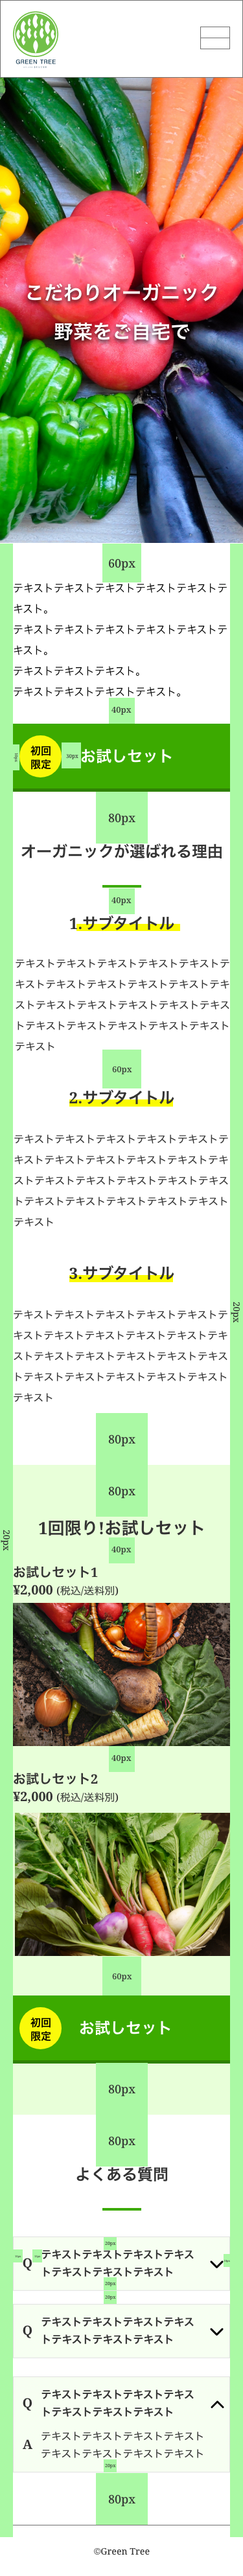 GREEN TREE
こだわりオーガニック
野菜をご自宅で
60px
テキストテキストテキストテキストテキストテ
キスト。
テキストテキストテキストテキストテキストテ
キスト。
テキストテキストテキスト。
テキストテキストテキストテキスト。
40px
初回
限定
30px
お試しセット
80px
オーガニックが選ばれる理由
40px
1.サブタイトル
テキストテキストテキストテキストテキストテ
キストテキストテキストテキストテキストテキ
ストテキストテキストテキストテキストテキス
トテキストテキストテキストテキストテキスト
テキスト
60px
2.サブタイトル
テキストテキストテキストテキストテキストテ
キストテキストテキストテキストテキストテキ
ストテキストテキストテキストテキストテキス
トテキストテキストテキストテキストテキスト
テキスト
3.サブタイトル
20px
テキストテキストテキストテキストテキストテ
キストテキストテキストテキストテキストテキ
ストテキストテキストテキストテキストテキス
トテキストテキストテキストテキストテキスト
テキスト
80px
80px
1回限り!お試しセット
20px
40px
お試しセット1
¥2,000 (税込/送料別)
40px
お試しセット2
¥2,000 (税込/送料別)
60px
初回
限定
お試しセット
80px
80px
よくある質問
20px
Q
テキストテキストテキストテキス
トテキストテキストテキスト
20px
20px
Q
テキストテキストテキストテキス
トテキストテキストテキスト
Q
テキストテキストテキストテキス
トテキストテキストテキスト
A
テキストテキストテキストテキスト
テキストテキストテキストテキスト
20px
80px
©Green Tree